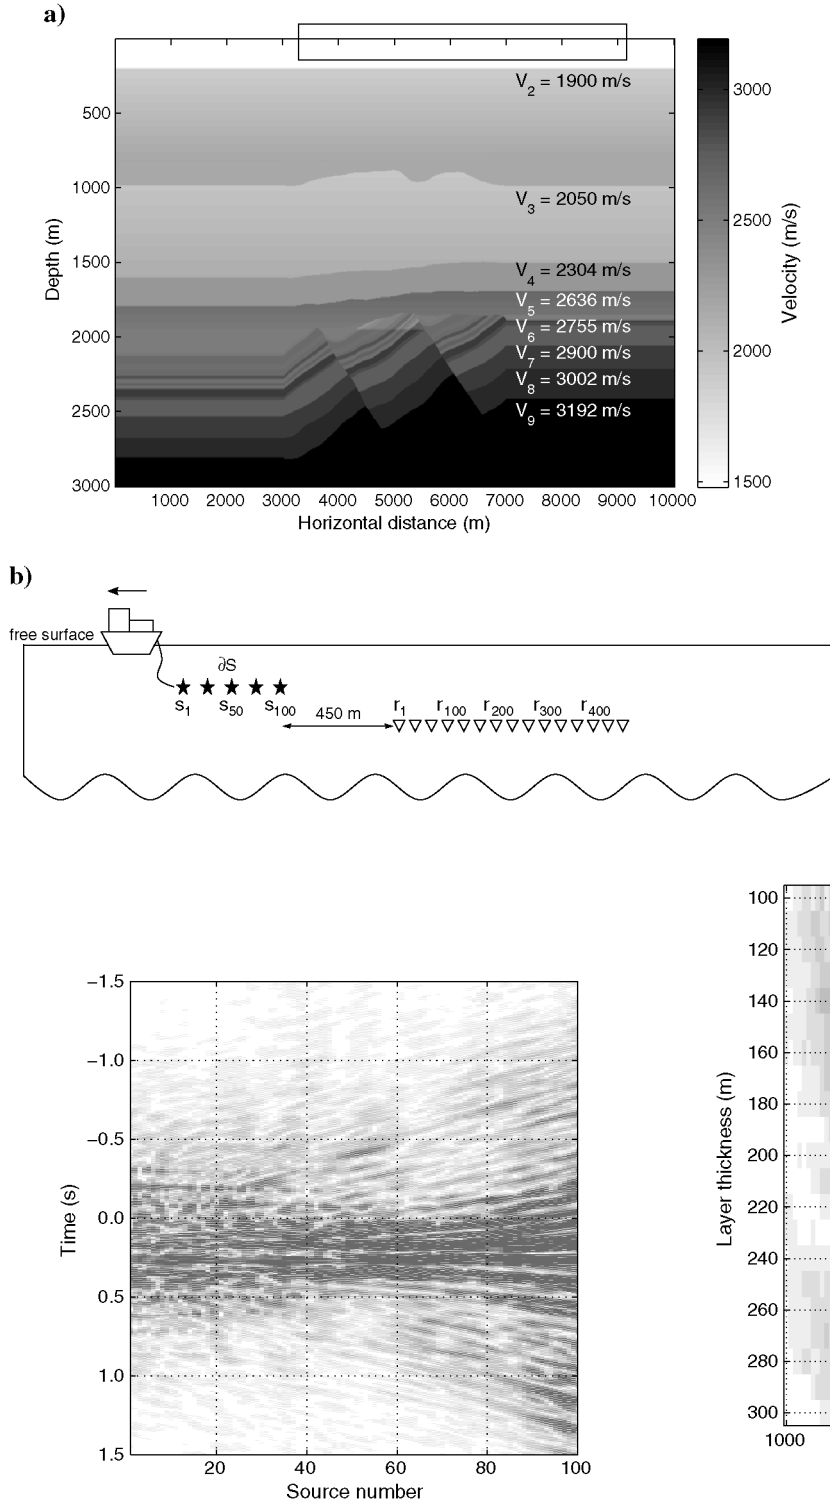 a)
V2 = 1900 m/s
V3 = 2050 m/s
V4 = 2304 m/s
V5 = 2636 m/s
V6 = 2755 m/s
V7 = 2900 m/s
V8 = 3002 m/s
V9 = 3192 m/s
500
1000
1500
2000
2500
3000
Depth (m)
1000 2000 3000 4000 5000 6000 7000 8000 9000 10000
Horizontal distance (m)
3000
2500
2000
1500
Velocity (m/s)
b)
free surface
∂S
s1 s50 s100
450 m
r1 r100 r200 r300 r400
−1.5
−1.0
−0.5
0.0
0.5
1.0
1.5
Time (s)
20 40 60 80 100
Source number
100
120
140
160
180
200
220
240
260
280
300
Layer thickness (m)
1000